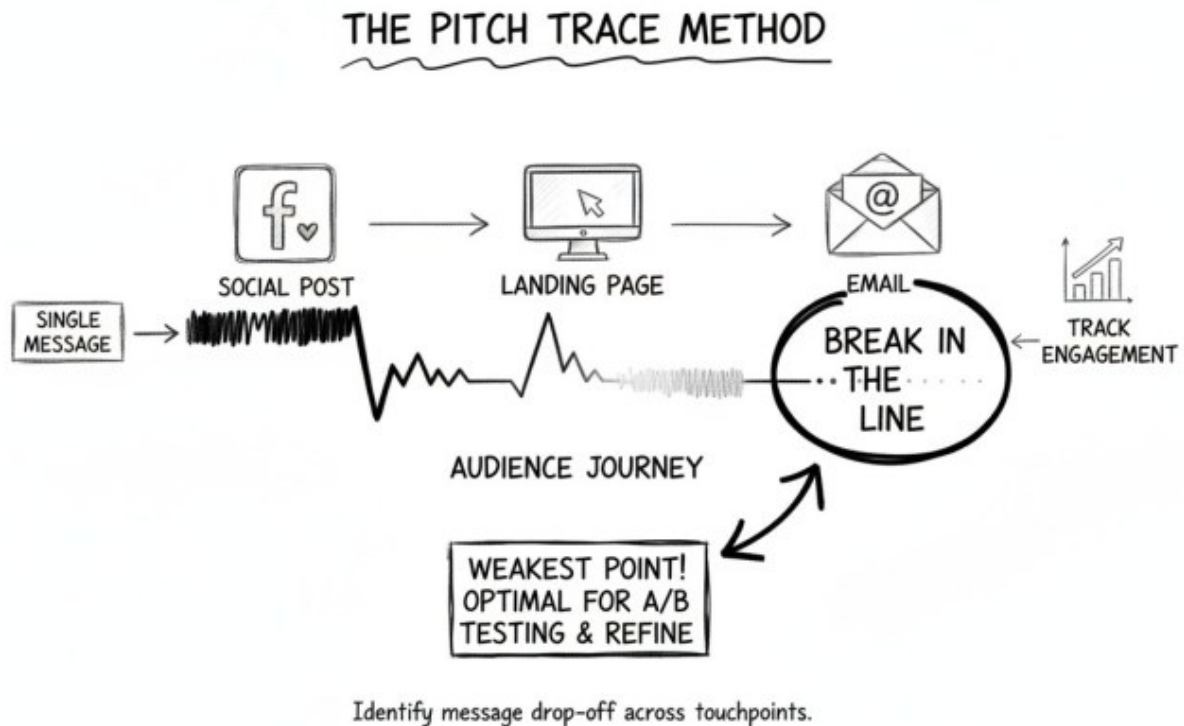 THE PITCH TRACE METHOD
f
@
SOCIAL POST
LANDING PAGE
EMAIL
SINGLE
MESSAGE
BREAK IN
THE
LINE
TRACK
ENGAGEMENT
AUDIENCE JOURNEY
WEAKEST POINT!
OPTIMAL FOR A/B
TESTING & REFINE
Identify message drop-off across touchpoints.